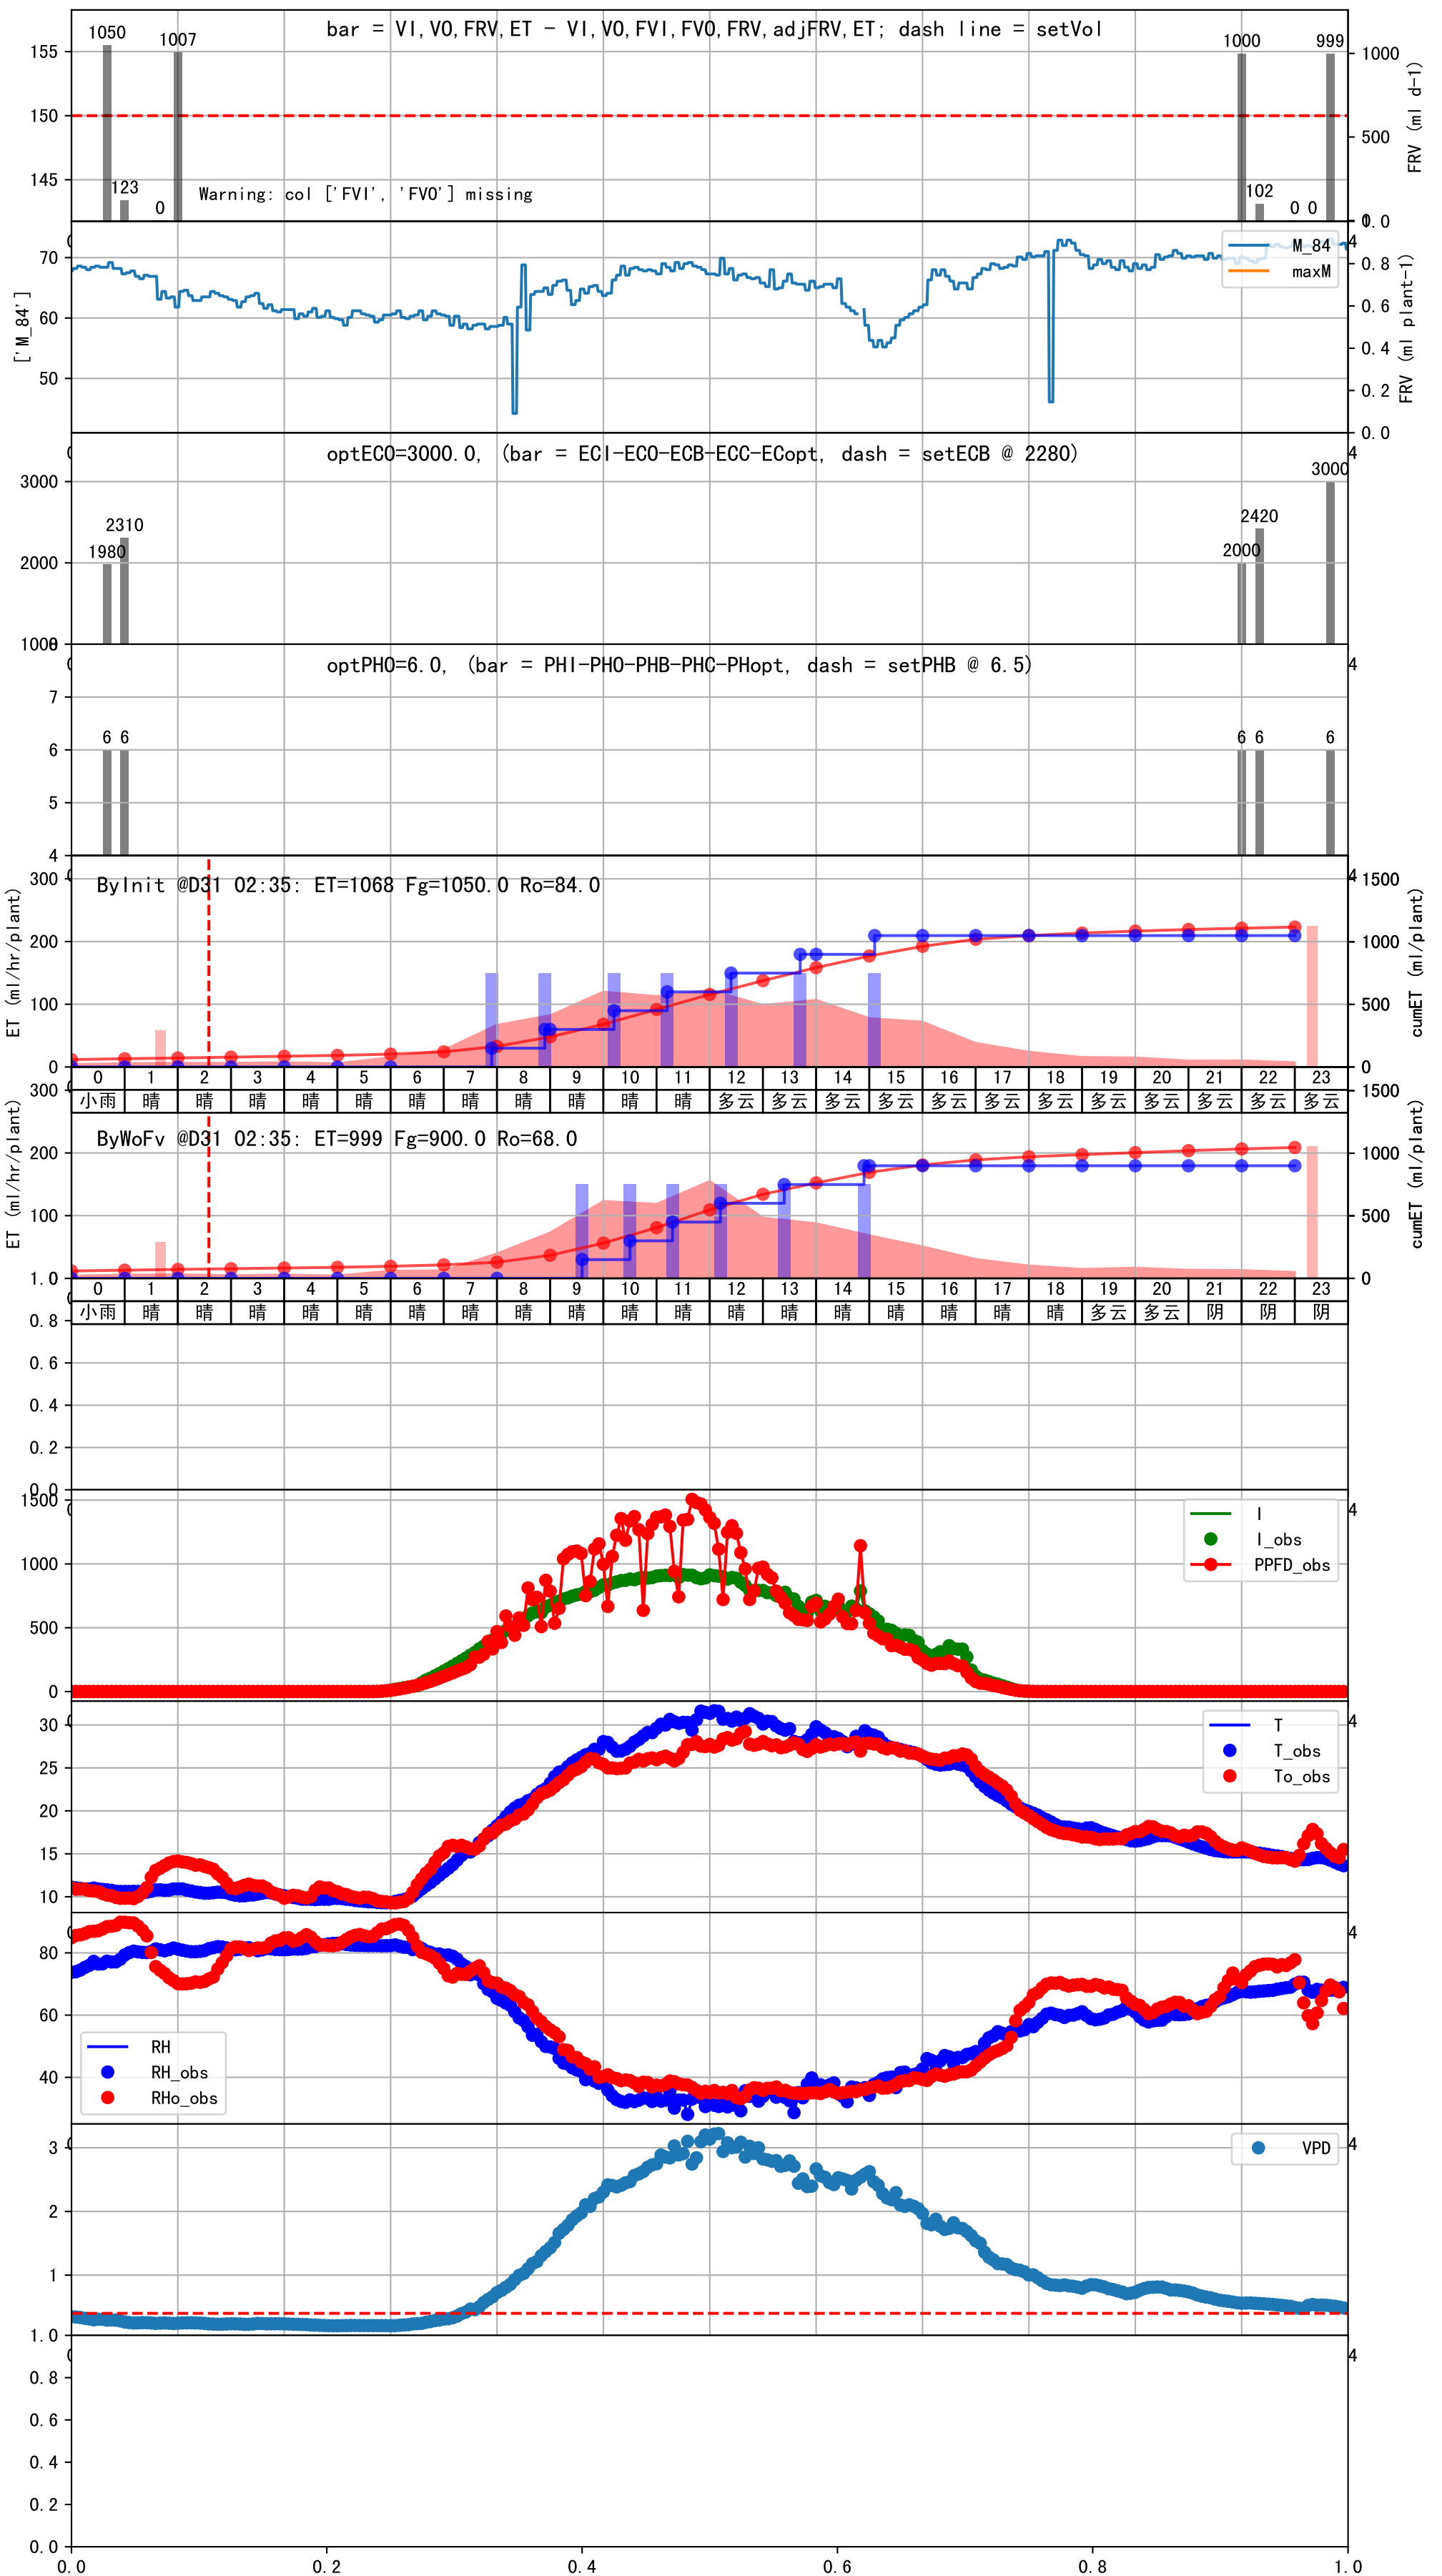 bar = VI,VO,FRV,ET - VI,VO,FVI,FVO,FRV,adjFRV,ET; dash line = setVol
1050
1007
1000
999
123
0
102
0 0
Warning: col ['FVI', 'FVO'] missing
155
150
145
1000
500
0
FRV (ml d-1)
M_84
maxM
70
60
50
['M_84']
1.0
0.8
0.6
0.4
0.2
0.0
FRV (ml plant-1)
optECO=3000.0, (bar = ECI-ECO-ECB-ECC-ECopt, dash = setECB @ 2280)
3000
2000
1000
1980
2310
2000
2420
3000
optPHO=6.0, (bar = PHI-PHO-PHB-PHC-PHopt, dash = setPHB @ 6.5)
7
6
5
4
6 6
6 6
6
ByInit @D31 02:35: ET=1068 Fg=1050.0 Ro=84.0
300
200
100
0
ET (ml/hr/plant)
1500
1000
500
0
cumET (ml/plant)
0 1 2 3 4 5 6 7 8 9 10 11 12 13 14 15 16 17 18 19 20 21 22 23
小雨 晴 晴 晴 晴 晴 晴 晴 晴 晴 晴 晴 多云 多云 多云 多云 多云 多云 多云 多云 多云 多云 多云 多云
ByWoFv @D31 02:35: ET=999 Fg=900.0 Ro=68.0
300
200
100
ET (ml/hr/plant)
1500
1000
500
0
cumET (ml/plant)
0 1 2 3 4 5 6 7 8 9 10 11 12 13 14 15 16 17 18 19 20 21 22 23
小雨 晴 晴 晴 晴 晴 晴 晴 晴 晴 晴 晴 晴 晴 晴 晴 晴 晴 晴 多云 多云 阴 阴 阴
1.0
0.8
0.6
0.4
0.2
0.0
I
I_obs
PPFD_obs
1500
1000
500
0
T
T_obs
To_obs
30
25
20
15
10
RH
RH_obs
RHo_obs
80
60
40
VPD
3
2
1
1.0
0.8
0.6
0.4
0.2
0.0
0.0 0.2 0.4 0.6 0.8 1.0